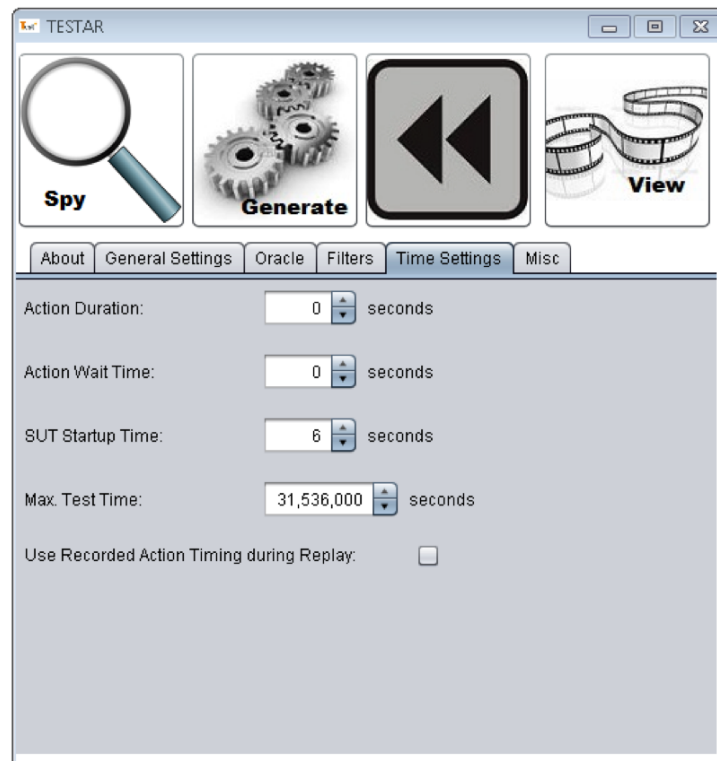 TESTAR
Spy
Generate
View
About General Settings Oracle Filters Time Settings Misc
Action Duration: 0 seconds
Action Wait Time: 0 seconds
SUT Startup Time: 6 seconds
Max. Test Time: 31,536,000 seconds
Use Recorded Action Timing during Replay: